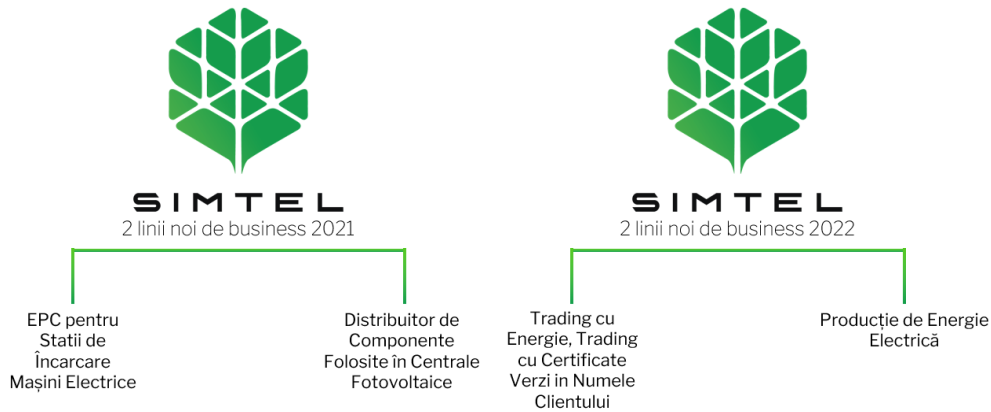 SIMTEL
2 linii noi de business 2021
EPC pentru
Statii de
Încarcare
Mașini Electrice
Distribuitor de
Componente
Folosite în Centrale
Fotovoltaice
SIMTEL
2 linii noi de business 2022
Trading cu
Energie, Trading
cu Certificate
Verzi in Numele
Clientului
Producție de Energie
Electrică